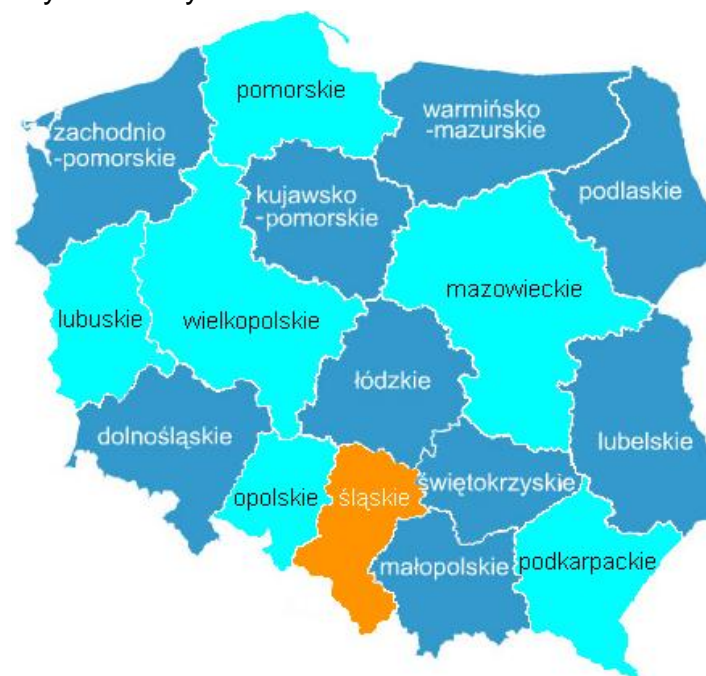 pomorskie
warmińsko
-mazurskie
zachodnio
-pomorskie
podlaskie
kujawsko
-pomorskie
mazowieckie
lubuskie
wielkopolskie
łódzkie
dolnośląskie
lubelskie
opolskie
śląskie
świętokrzyskie
małopolskie
podkarpackie